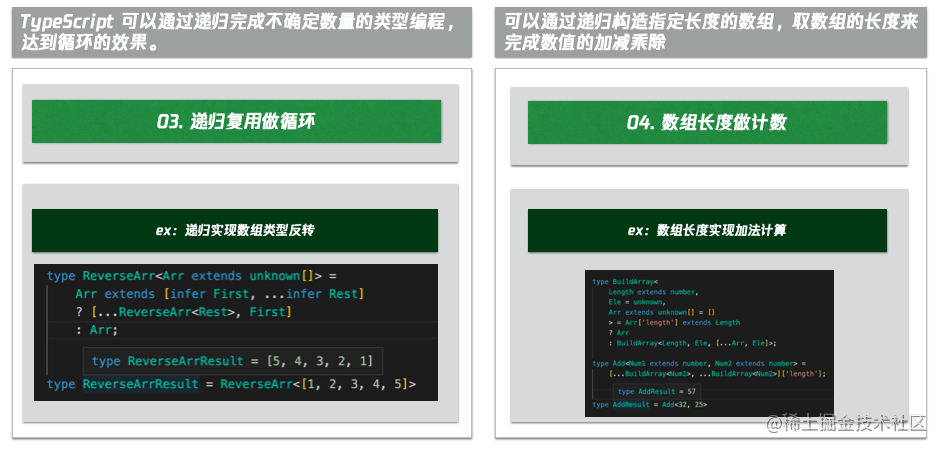 TypeScript 可以通过递归完成不确定数量的类型编程，
达到循环的效果。
03. 递归复用做循环
ex：递归实现数组类型反转
type ReverseArr<Arr extends unknown[]> =
Arr extends [infer First, ...infer Rest]
? [...ReverseArr<Rest>, First]
: Arr;
type ReverseArrResult = [5, 4, 3, 2, 1]
type ReverseArrResult = ReverseArr<[1, 2, 3, 4, 5]>
可以通过递归构造指定长度的数组，取数组的长度来
完成数值的加减乘除
04. 数组长度做计数
ex：数组长度实现加法计算
type BuildArray<
Length extends number,
Ele = unknown,
Arr extends unknown[] = []
> = Arr['length'] extends Length
? Arr
: BuildArray<Length, Ele, [...Arr, Ele]>;
type Add<Num1 extends number, Num2 extends number> =
[...BuildArray<Num1>, ...BuildArray<Num2>]['length'];
type AddResult = 57
type AddResult = Add<32, 25>
@稀土掘金技术社区